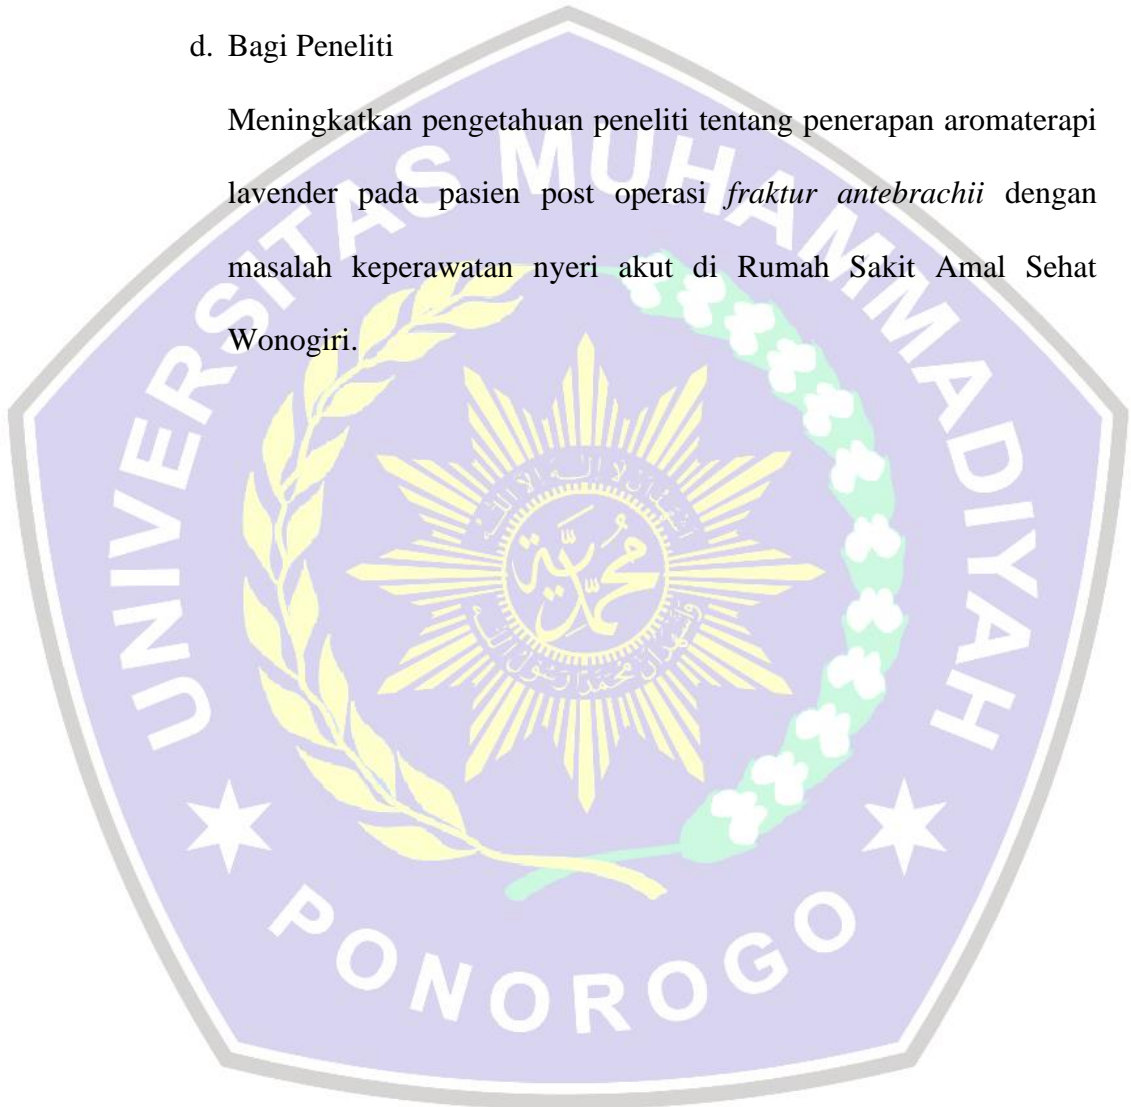 d. Bagi Peneliti
Meningkatkan pengetahuan peneliti tentang penerapan aromaterapi
lavender pada pasien post operasi fraktur antebrachii dengan
masalah keperawatan nyeri akut di Rumah Sakit Amal Sehat
Wonogiri.
UNIVERSITAS MUHAMMADIYAH
PONOROGO
محمدية